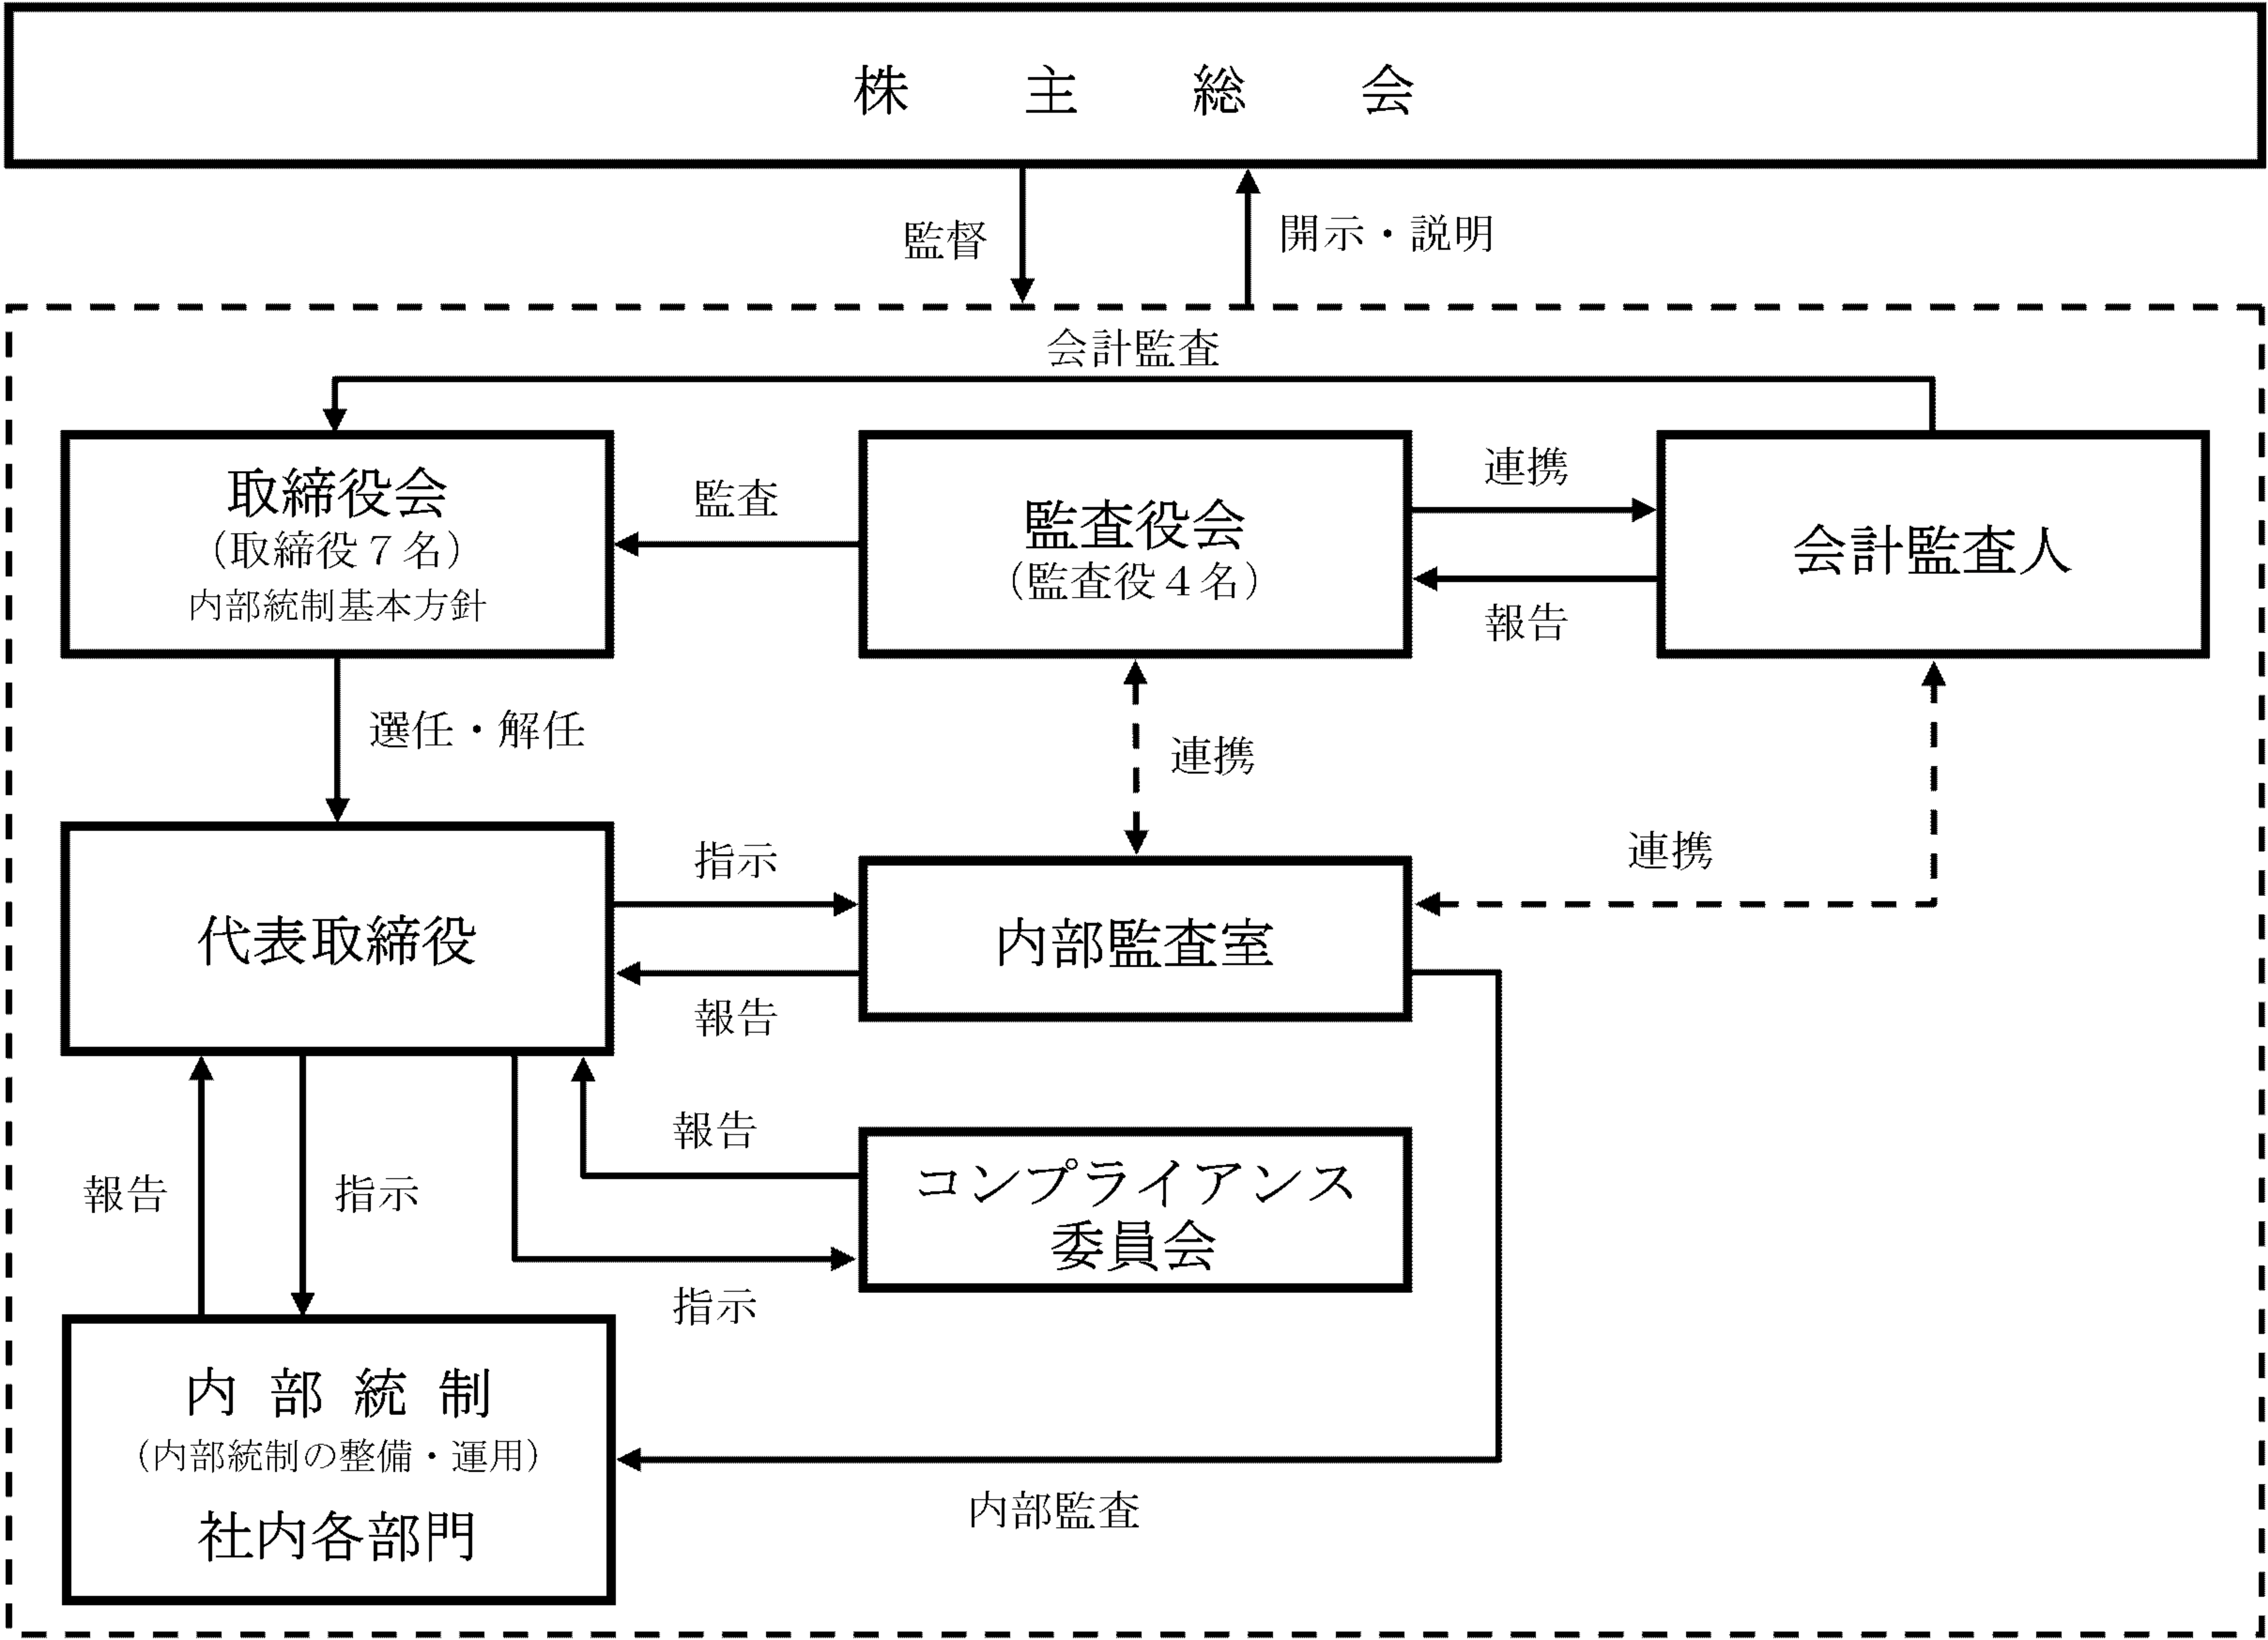 株主総会
監督
開示・説明
会計監査
取締役会
（取締役７名）
内部統制基本方針
監査
監査役会
（監査役４名）
連携
報告
会計監査人
選任・解任
連携
連携
代表取締役
指示
報告
内部監査室
報告
指示
報告
指示
コンプライアンス
委員会
内部統制
（内部統制の整備・運用）
社内各部門
内部監査